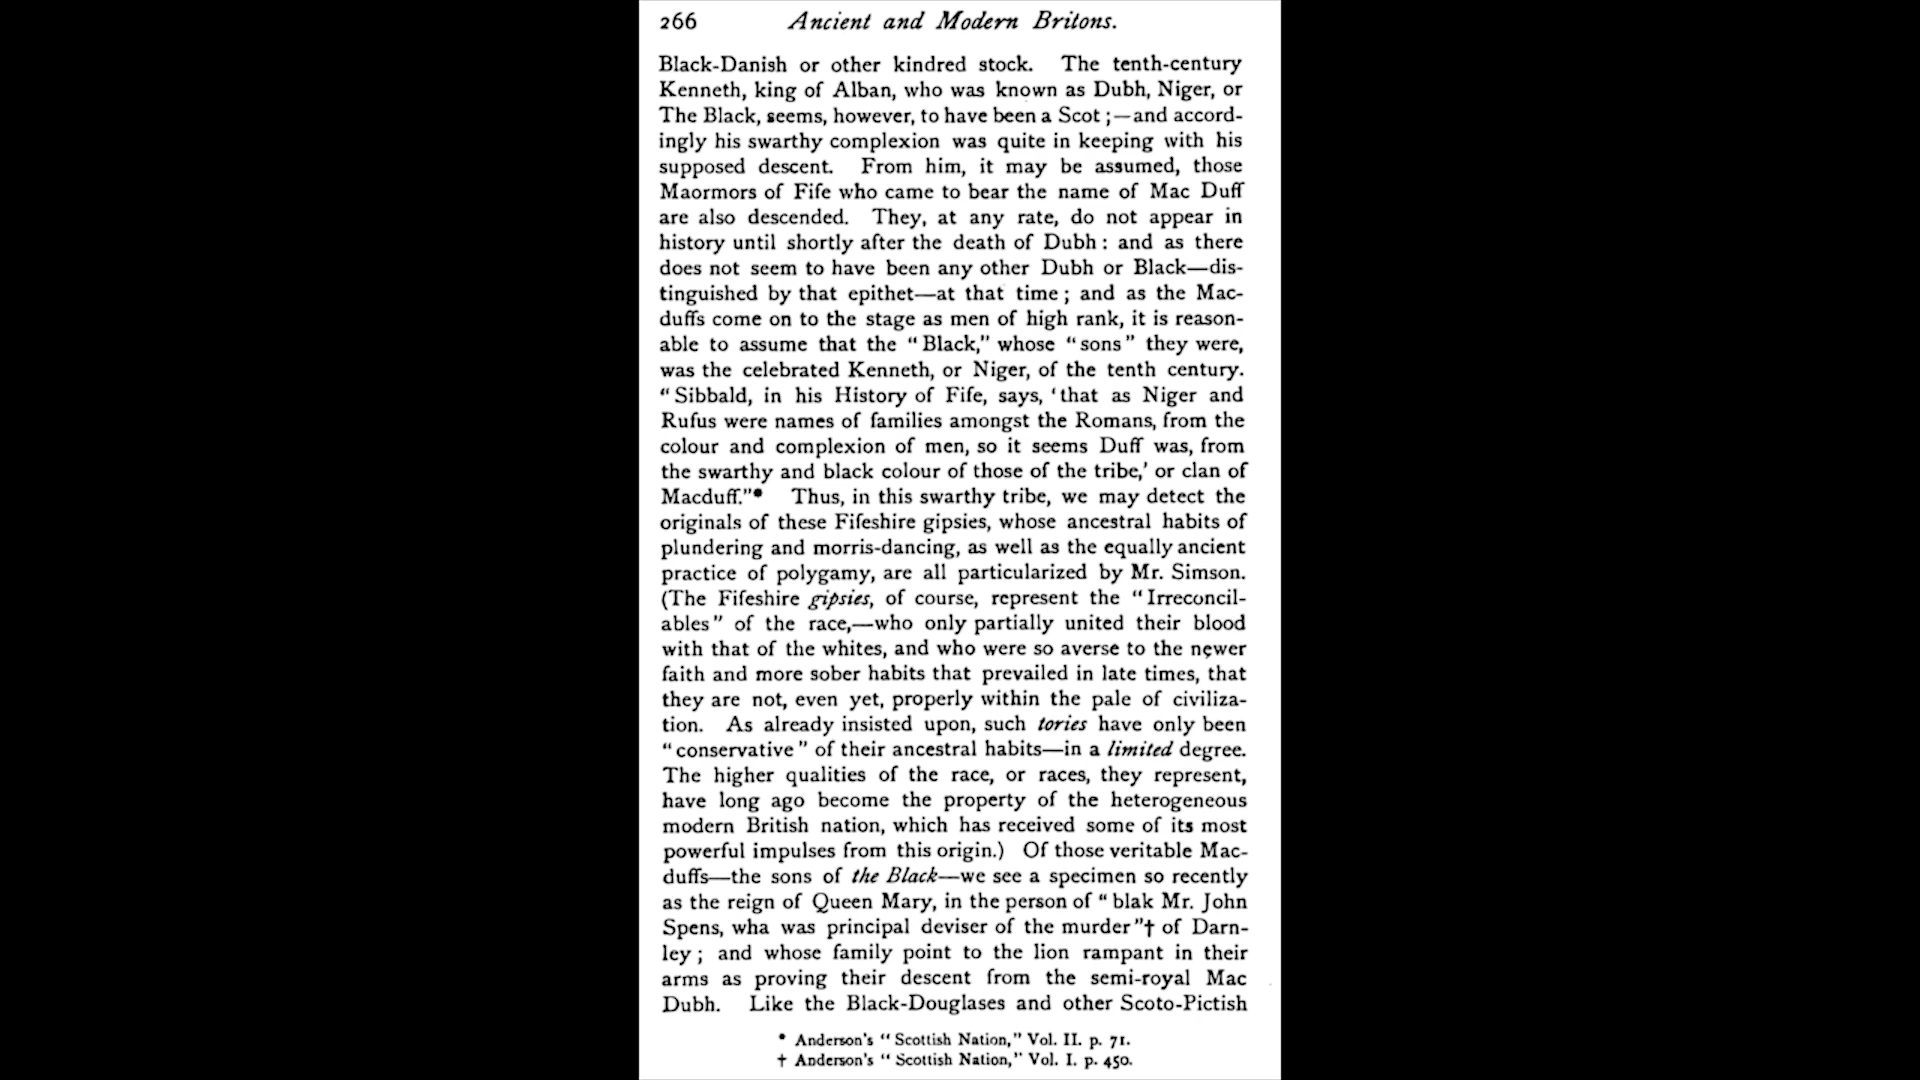 266 Ancient and Modern Britons.
Black-Danish or other kindred stock. The tenth-century
Kenneth, king of Alban, who was known as Dubh, Niger, or
The Black, seems, however, to have been a Scot ;—and accord-
ingly his swarthy complexion was quite in keeping with his
supposed descent. From him, it may be assumed, those
Maormors of Fife who came to bear the name of Mac Duff
are also descended. They, at any rate, do not appear in
history until shortly after the death of Dubh : and as there
does not seem to have been any other Dubh or Black—dis-
tinguished by that epithet—at that time ; and as the Mac-
duffs come on to the stage as men of high rank, it is reason-
able to assume that the “ Black,” whose “ sons ” they were,
was the celebrated Kenneth, or Niger, of the tenth century.
“ Sibbald, in his History of Fife, says, ‘ that as Niger and
Rufus were names of families amongst the Romans, from the
colour and complexion of men, so it seems Duff was, from
the swarthy and black colour of those of the tribe,’ or clan of
Macduff.”* Thus, in this swarthy tribe, we may detect the
originals of these Fifeshire gipsies, whose ancestral habits of
plundering and morris-dancing, as well as the equally ancient
practice of polygamy, are all particularized by Mr. Simson.
(The Fifeshire gipsies, of course, represent the “ Irreconcil-
ables ” of the race,—who only partially united their blood
with that of the whites, and who were so averse to the newer
faith and more sober habits that prevailed in late times, that
they are not, even yet, properly within the pale of civiliza-
tion. As already insisted upon, such tories have only been
“ conservative ” of their ancestral habits—in a limited degree.
The higher qualities of the race, or races, they represent,
have long ago become the property of the heterogeneous
modern British nation, which has received some of its most
powerful impulses from this origin.) Of those veritable Mac-
duffs—the sons of the Black—we see a specimen so recently
as the reign of Queen Mary, in the person of “ blak Mr. John
Spens, wha was principal deviser of the murder ”† of Darn-
ley ; and whose family point to the lion rampant in their
arms as proving their descent from the semi-royal Mac
Dubh. Like the Black-Douglases and other Scoto-Pictish
* Anderson's “ Scottish Nation,” Vol. II. p. 71.
† Anderson's “ Scottish Nation,” Vol. I. p. 450.